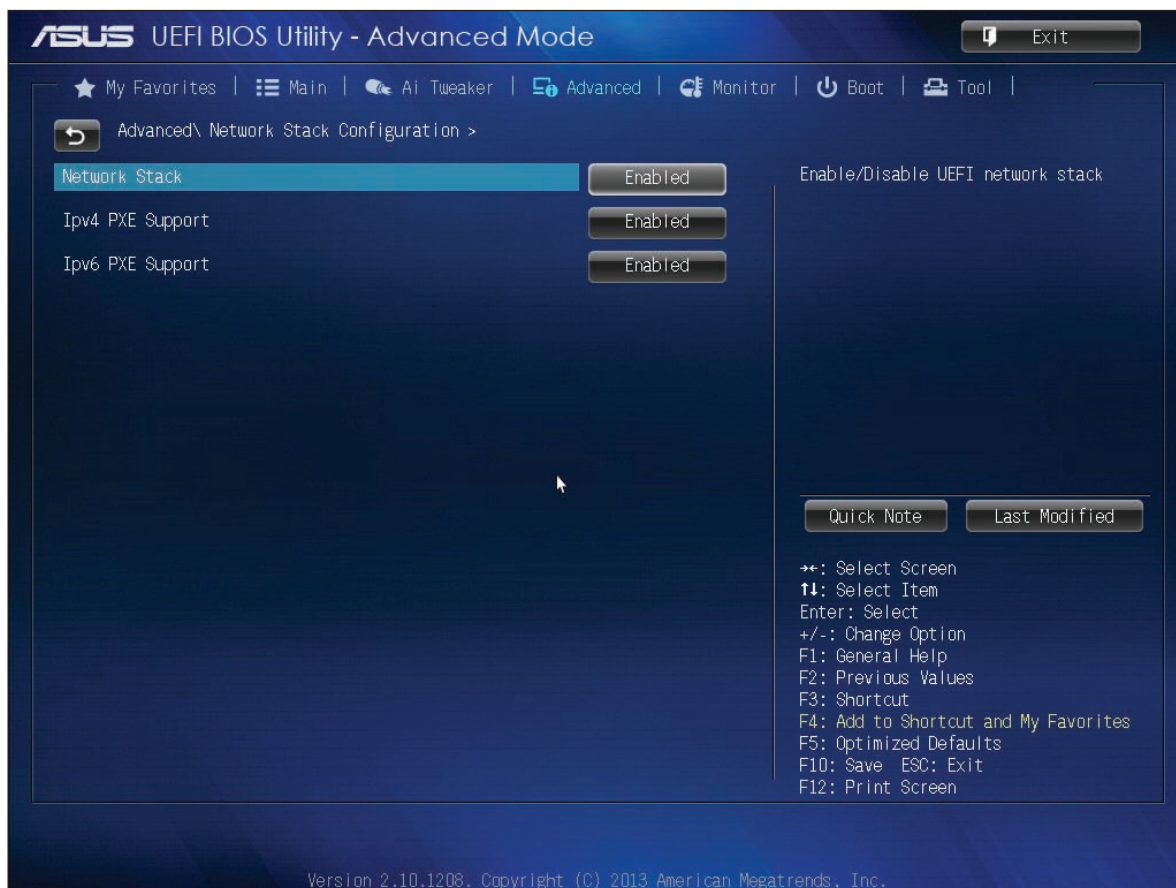 ASUS UEFI BIOS Utility - Advanced Mode
Exit
My Favorites | Main | Ai Tweaker | Advanced | Monitor | Boot | Tool |
Advanced\ Network Stack Configuration >
Network Stack Enabled
Ipv4 PXE Support Enabled
Ipv6 PXE Support Enabled
Enable/Disable UEFI network stack
Quick Note Last Modified
→←: Select Screen
↑↓: Select Item
Enter: Select
+/-: Change Option
F1: General Help
F2: Previous Values
F3: Shortcut
F4: Add to Shortcut and My Favorites
F5: Optimized Defaults
F10: Save ESC: Exit
F12: Print Screen
Version 2.10.1208. Copyright (C) 2013 American Megatrends, Inc.